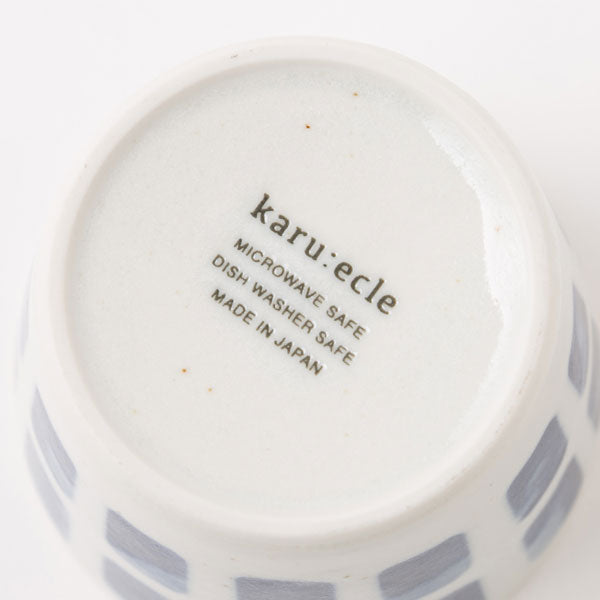 karu:ecle
MICROWAVE SAFE
DISH WASHER SAFE
MADE IN JAPAN